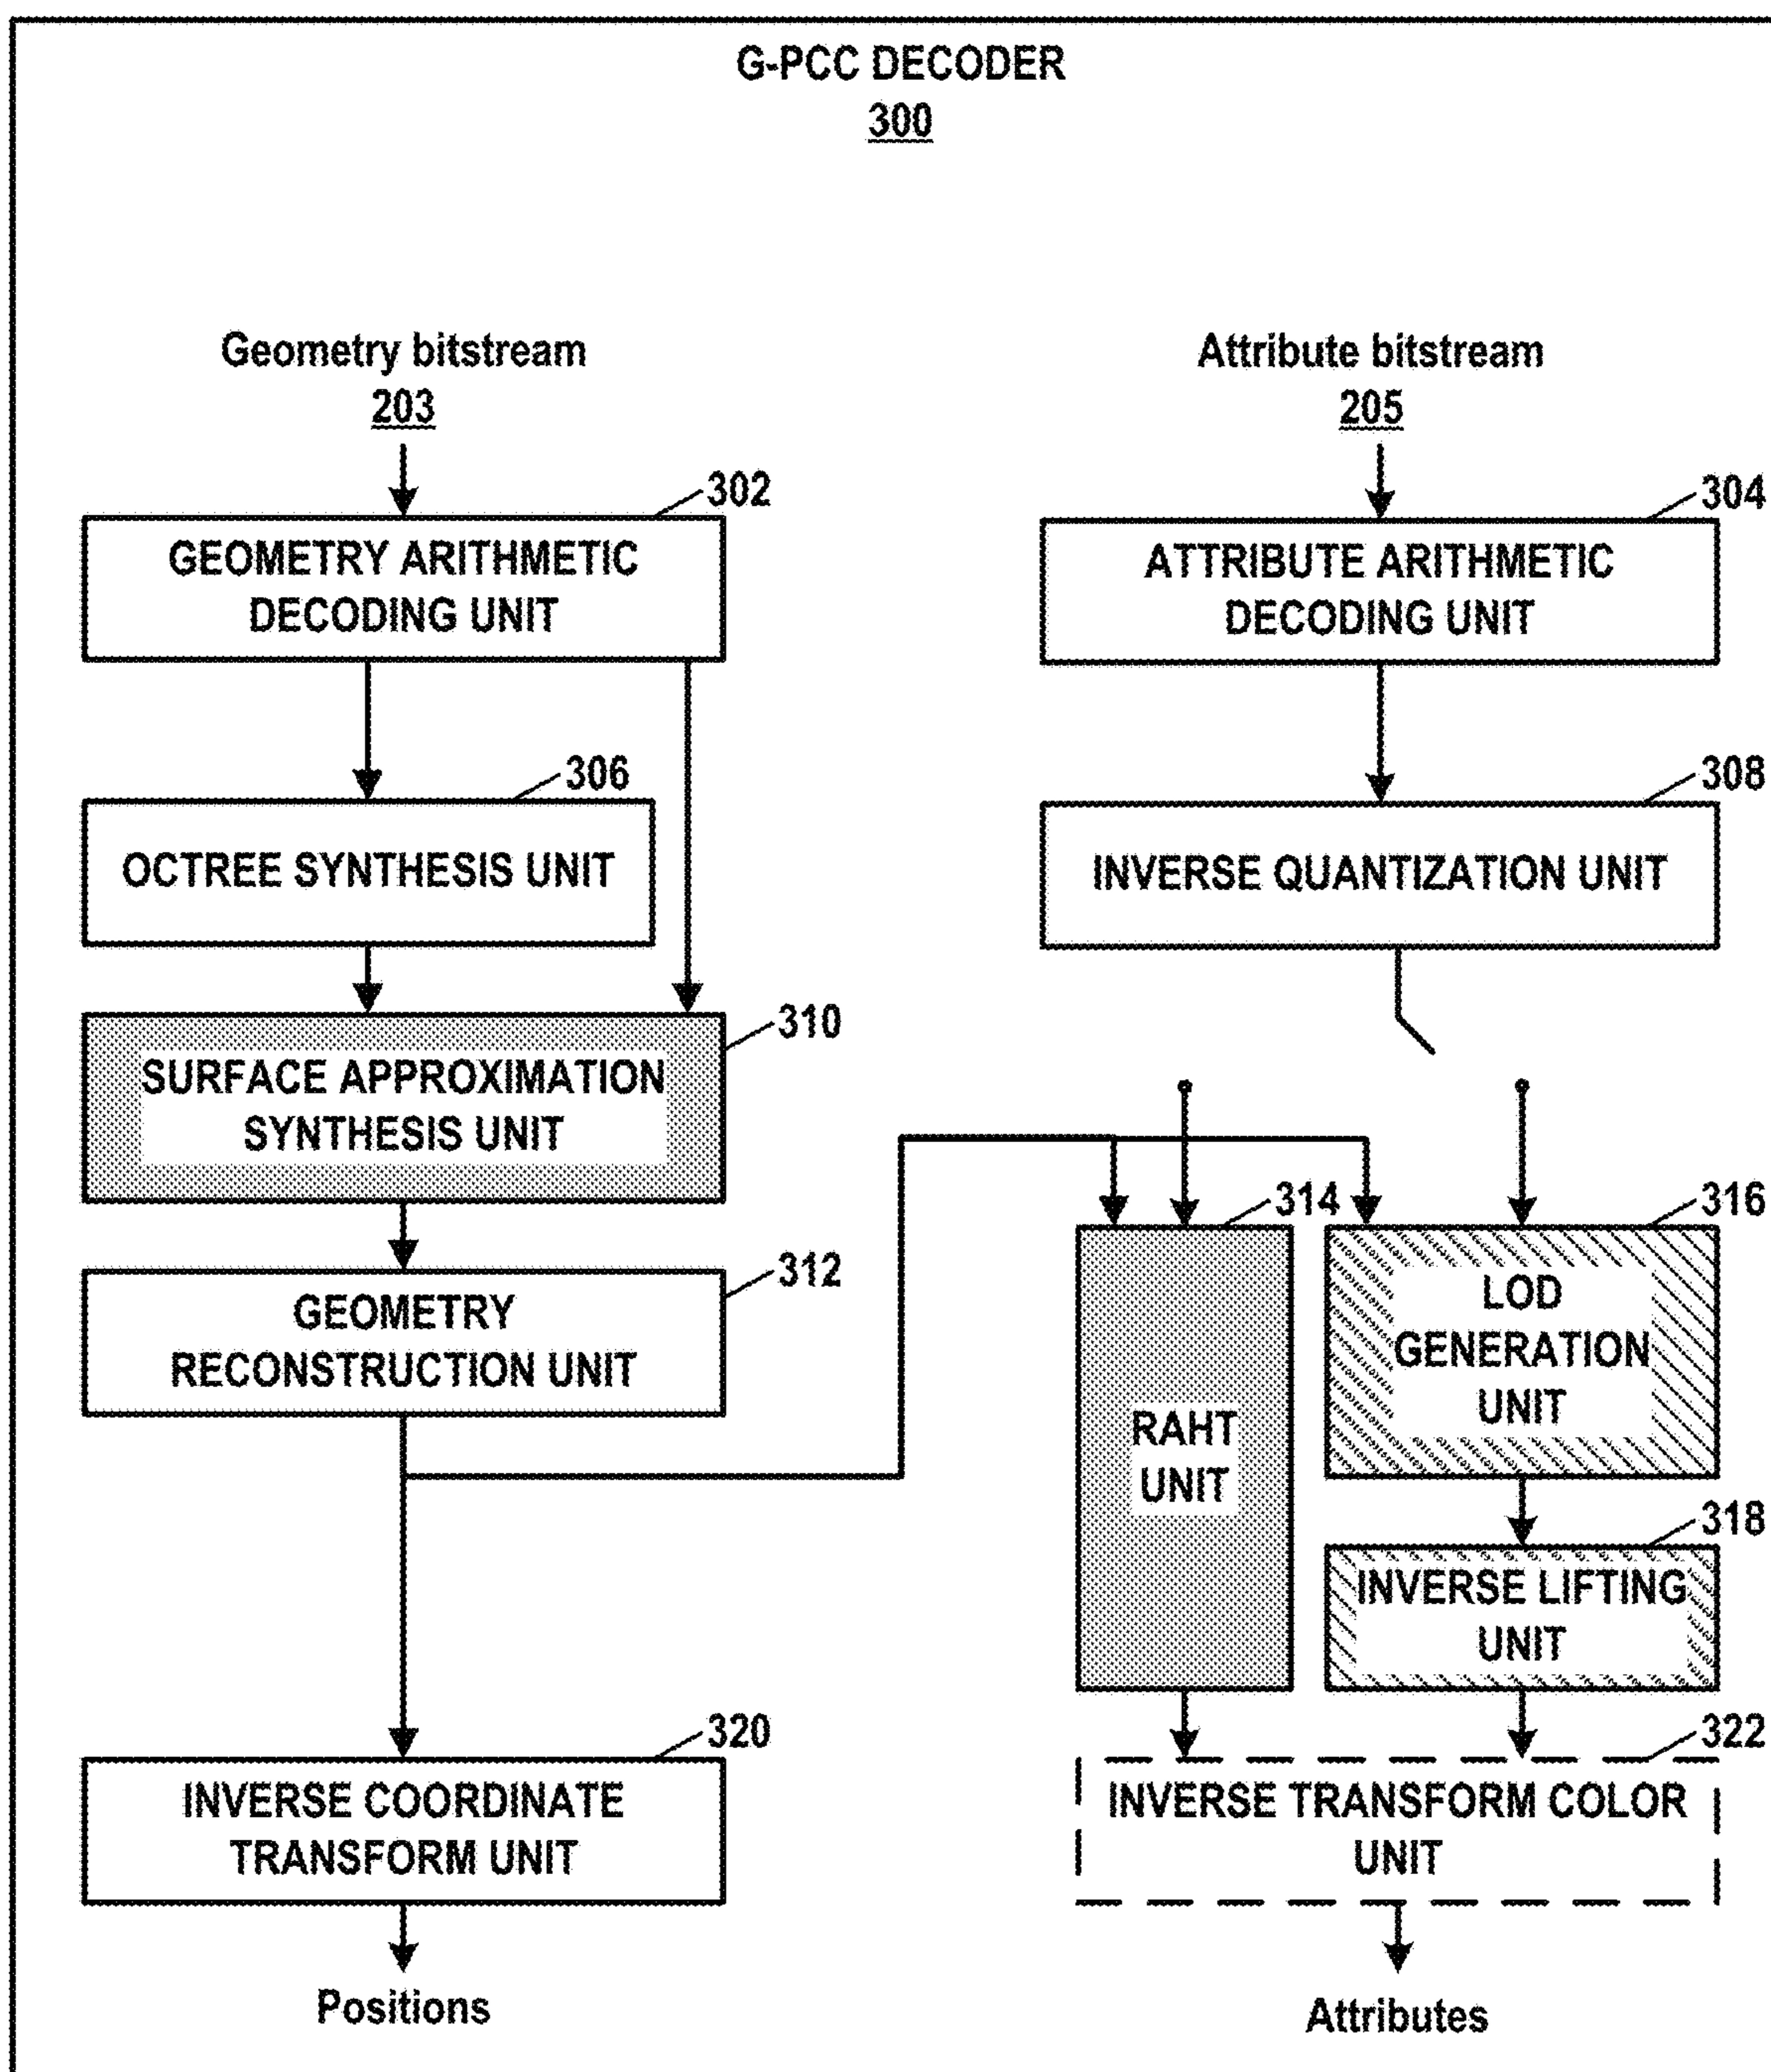 G-PCC DECODER
300
Geometry bitstream
203
Attribute bitstream
205
302
GEOMETRY ARITHMETIC
DECODING UNIT
304
ATTRIBUTE ARITHMETIC
DECODING UNIT
306
OCTREE SYNTHESIS UNIT
308
INVERSE QUANTIZATION UNIT
310
SURFACE APPROXIMATION
SYNTHESIS UNIT
312
GEOMETRY
RECONSTRUCTION UNIT
314
RAHT
UNIT
316
LOD
GENERATION
UNIT
318
INVERSE LIFTING
UNIT
320
INVERSE COORDINATE
TRANSFORM UNIT
322
INVERSE TRANSFORM COLOR
UNIT
Positions
Attributes